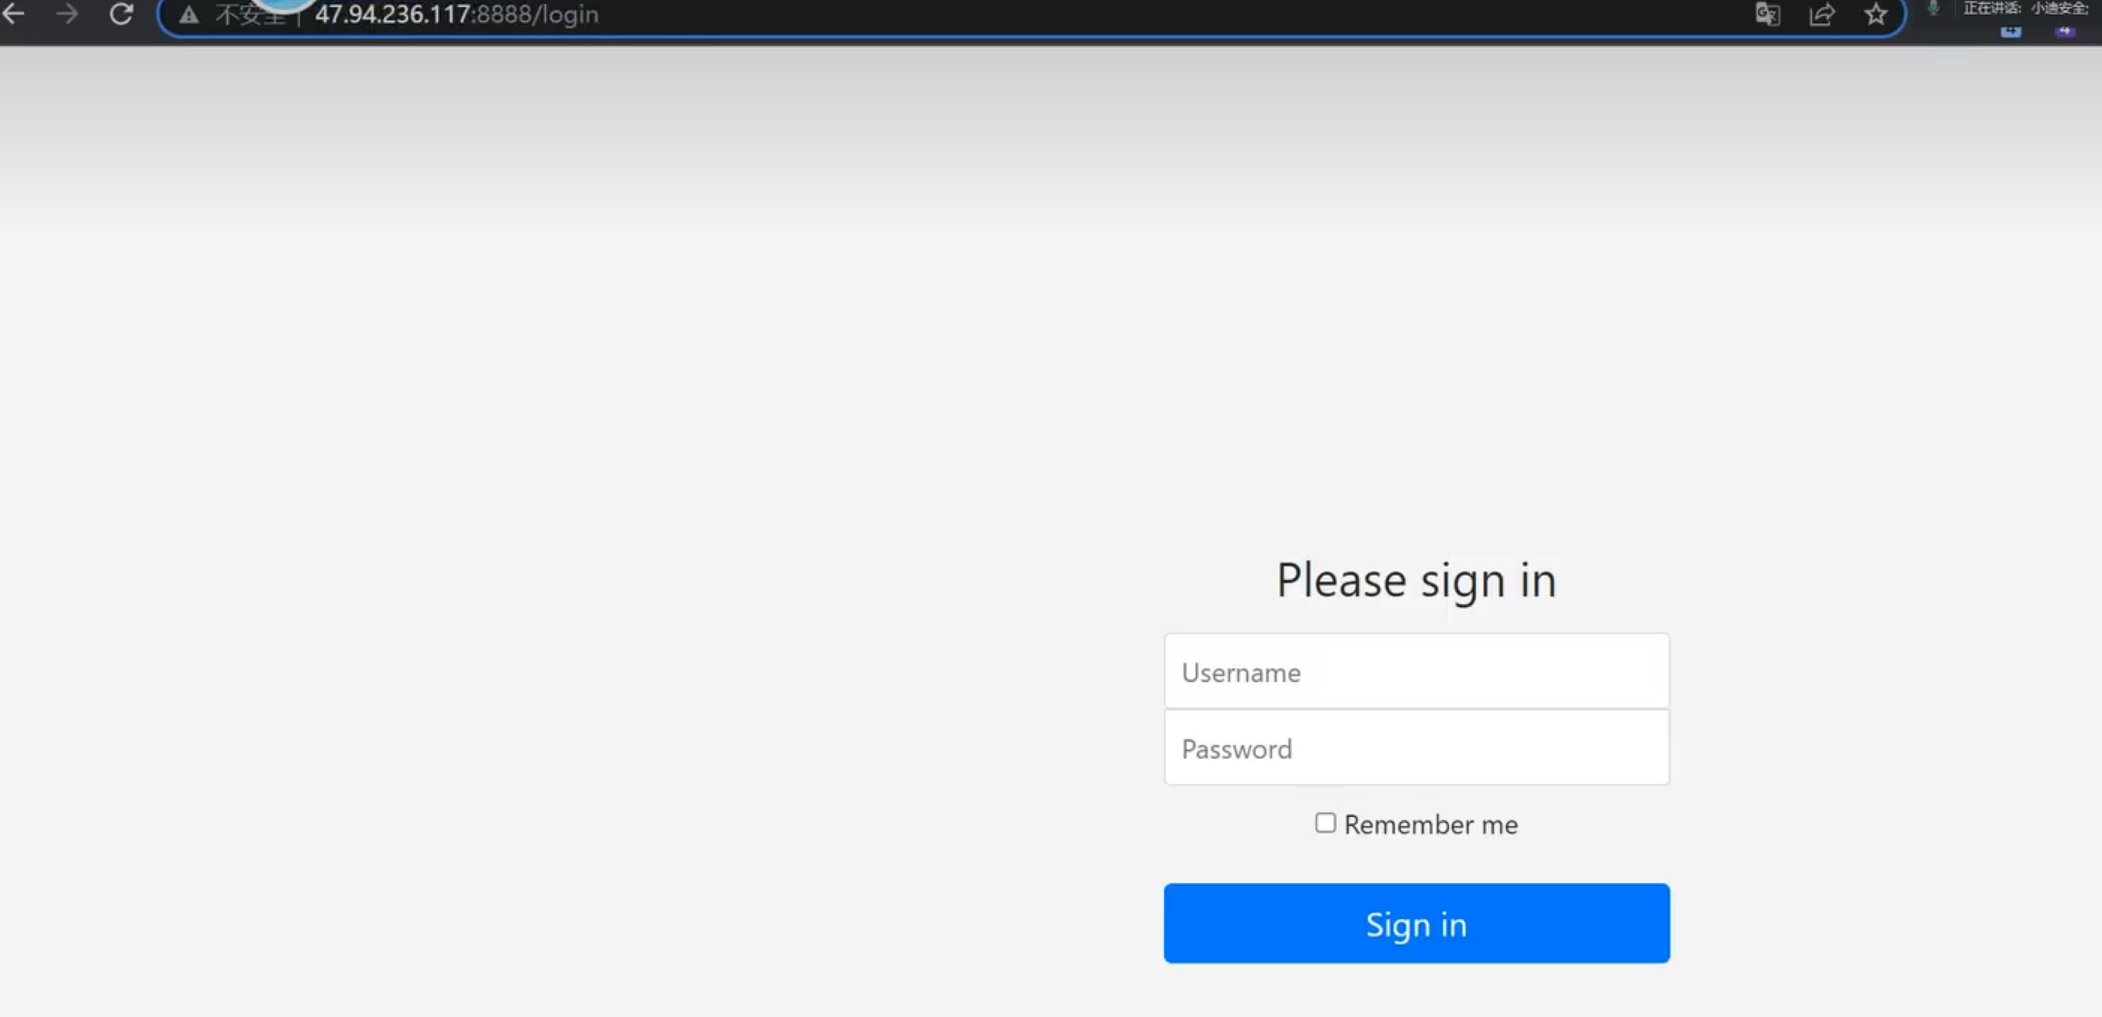 不安全 | 47.94.236.117:8888/login
正在讲话: 小迪安全;
Please sign in
Username
Password
Remember me
Sign in